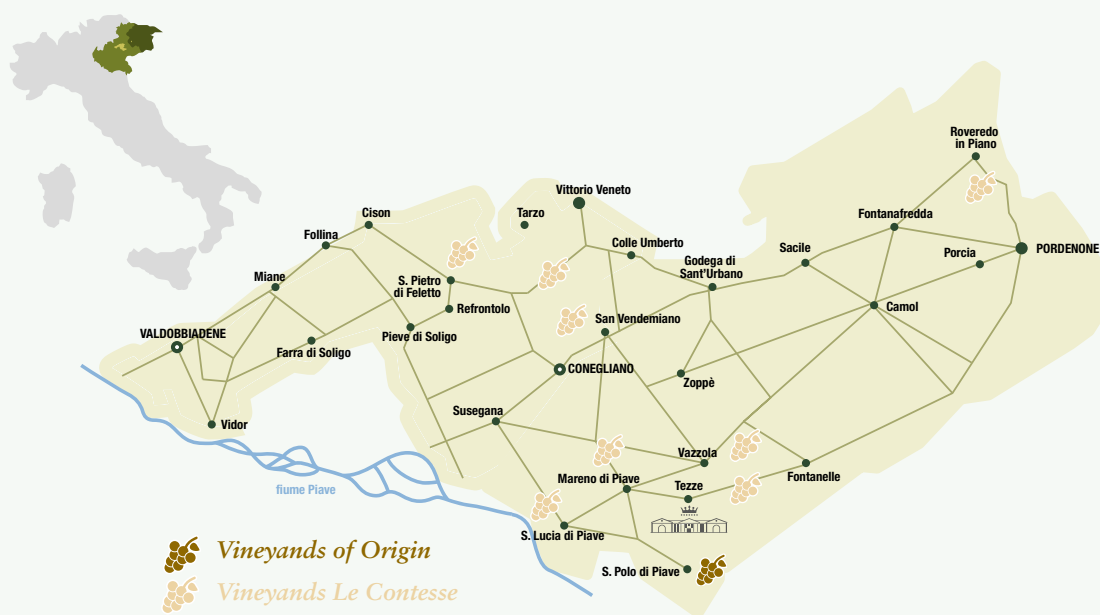 Roveredo
in Piano
Vittorio Veneto
Cison
Tarzo
Fontanafredda
Follina
Colle Umberto
Sacile
PORDENONE
Porcia
Godega di
Sant'Urbano
Miane
S. Pietro
di Feletto
Refrontolo
Camol
San Vendemiano
VALDOBBIADENE
Pieve di Soligo
Farra di Soligo
CONEGLIANO
Zoppè
Susegana
Vidor
Vazzola
Mareno di Piave
Fontanelle
Tezze
fiume Piave
S. Lucia di Piave
Vineyards of Origin
S. Polo di Piave
Vineyards Le Contesse